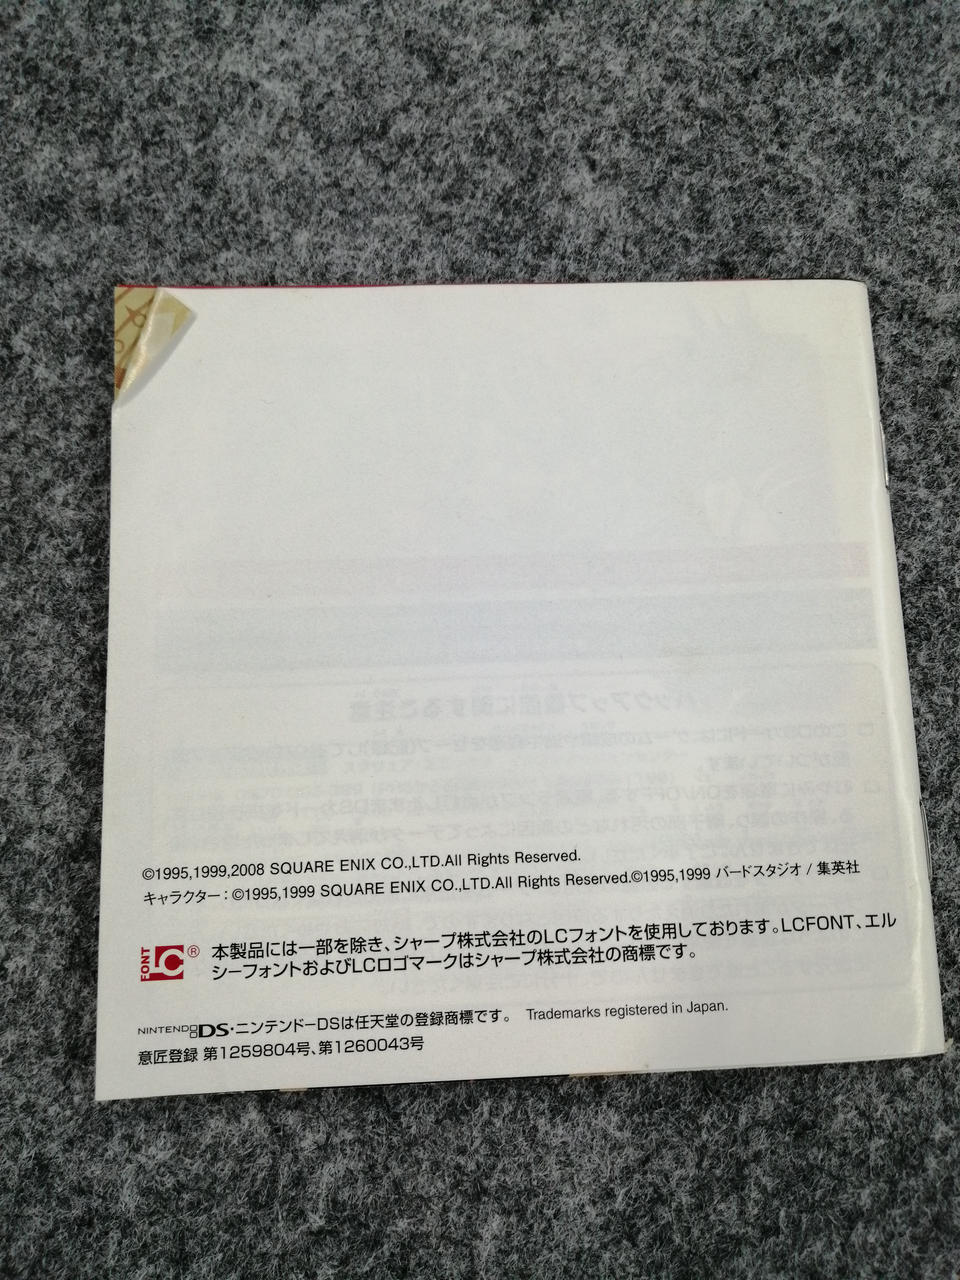 ©1995,1999,2008 SQUARE ENIX CO.,LTD.All Rights Reserved.
キャラクター：©1995,1999 SQUARE ENIX CO.,LTD.All Rights Reserved.©1995,1999 バードスタジオ / 集英社
LC FONT ® 本製品には一部を除き、シャープ株式会社のLCフォントを使用しております。LCFONT、エル
シーフォントおよびLCロゴマークはシャープ株式会社の商標です。
NINTENDO DS・ニンテンドーDSは任天堂の登録商標です。 Trademarks registered in Japan.
意匠登録 第1259804号、第1260043号